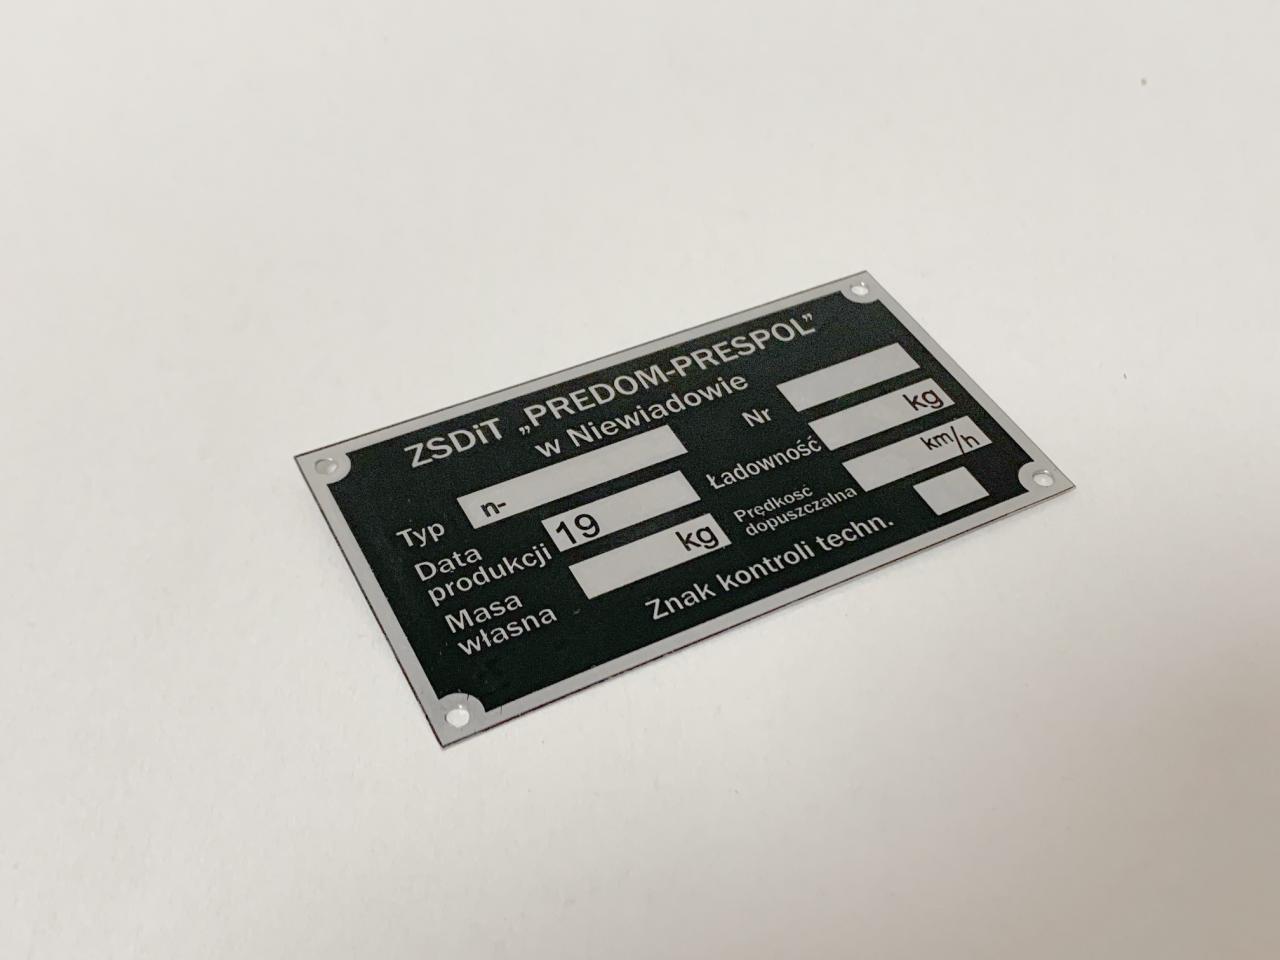 ZSDiT „PREDOM-PRESPOL”
w Niewiadowie
Typ n-
Nr
Data
produkcji 19
Ładowność kg
Masa
własna kg
Prędkość
dopuszczalna km/h
Znak kontroli techn.